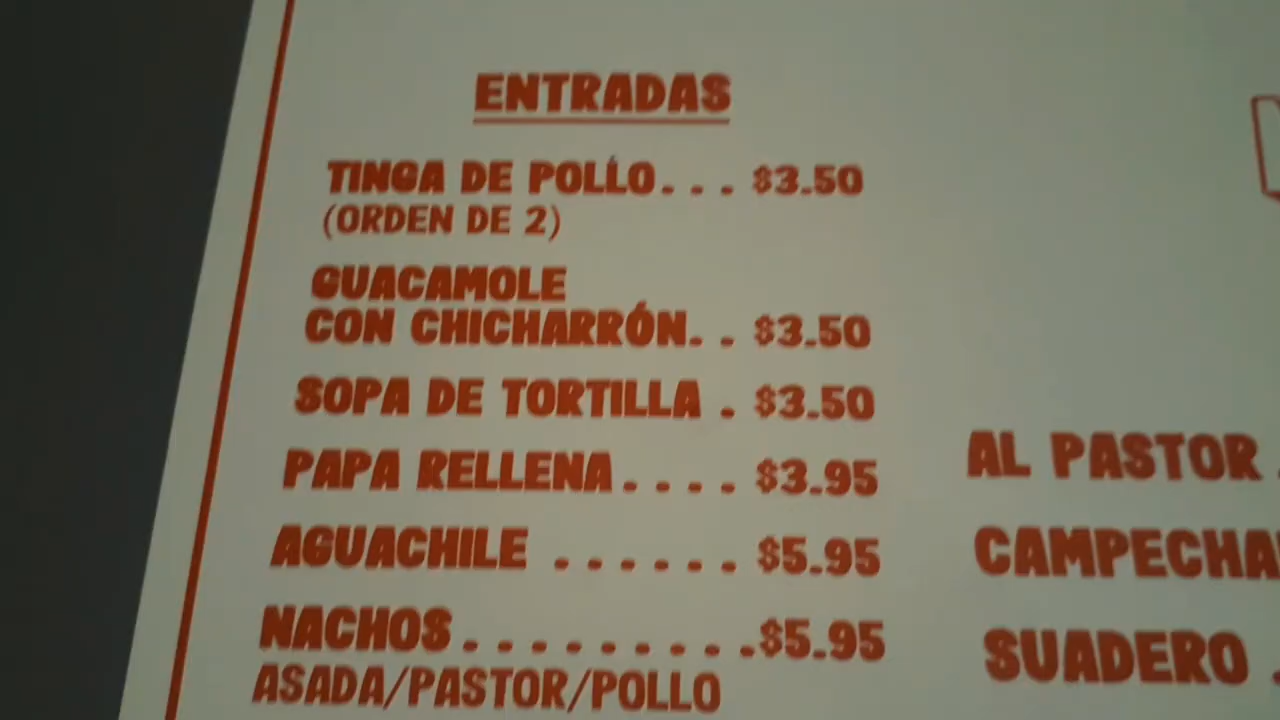 ENTRADAS
TINGA DE POLLO. . . $3.50
(ORDEN DE 2)
GUACAMOLE
CON CHICHARRÓN. . $3.50
SOPA DE TORTILLA . $3.50
PAPA RELLENA . . . . $3.95
AGUACHILE . . . . . . $5.95
NACHOS . . . . . . . . . .$5.95
ASADA/PASTOR/POLLO
AL PASTOR .
CAMPECHA
SUADERO .